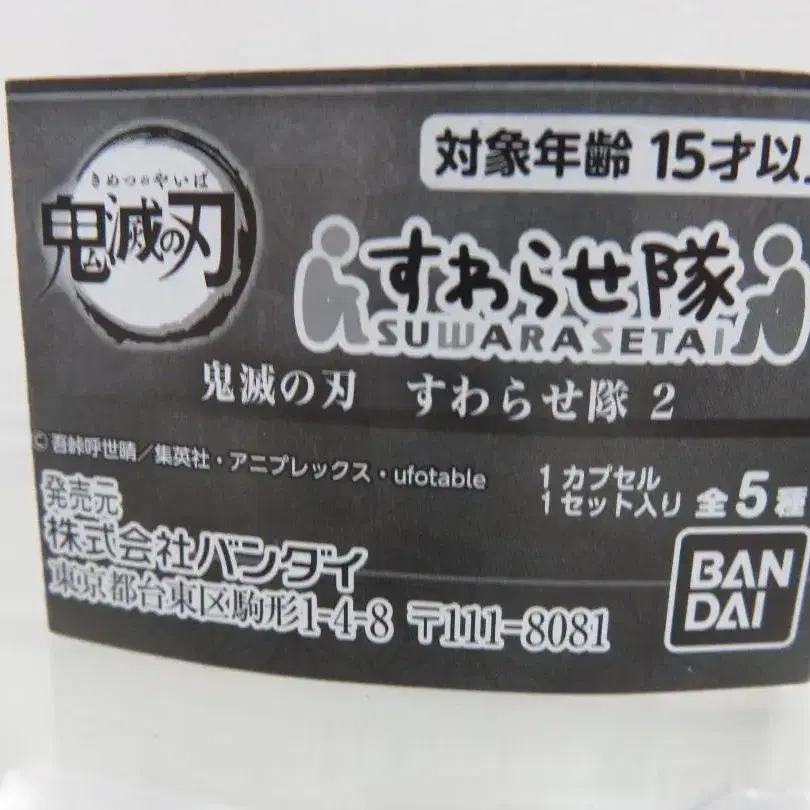 対象年齢 15才以
きめつのやいば
鬼滅の刃
すわらせ隊
SUWARASETAI
鬼滅の刃 すわらせ隊 2
© 吾峠呼世晴／集英社・アニプレックス・ufotable
1カプセル
1セット入り 全5種
発売元
株式会社バンダイ
東京都台東区駒形1-4-8 〒111-8081
BAN
DAI